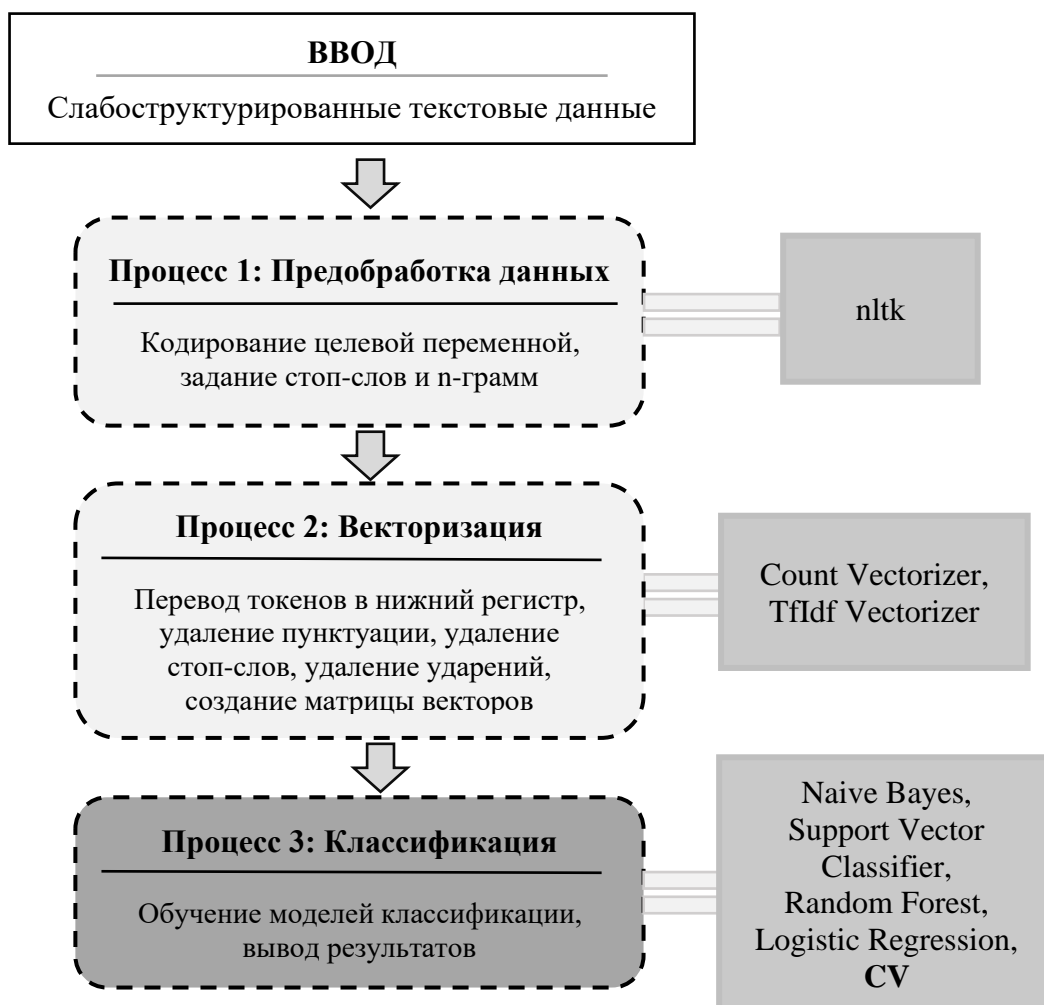 ВВОД
Слабоструктурированные текстовые данные
Процесс 1: Предобработка данных
Кодирование целевой переменной,
задание стоп-слов и n-грамм
nltk
Процесс 2: Векторизация
Перевод токенов в нижний регистр,
удаление пунктуации, удаление
стоп-слов, удаление ударений,
создание матрицы векторов
Count Vectorizer,
TfIdf Vectorizer
Процесс 3: Классификация
Обучение моделей классификации,
вывод результатов
Naive Bayes,
Support Vector
Classifier,
Random Forest,
Logistic Regression,
CV